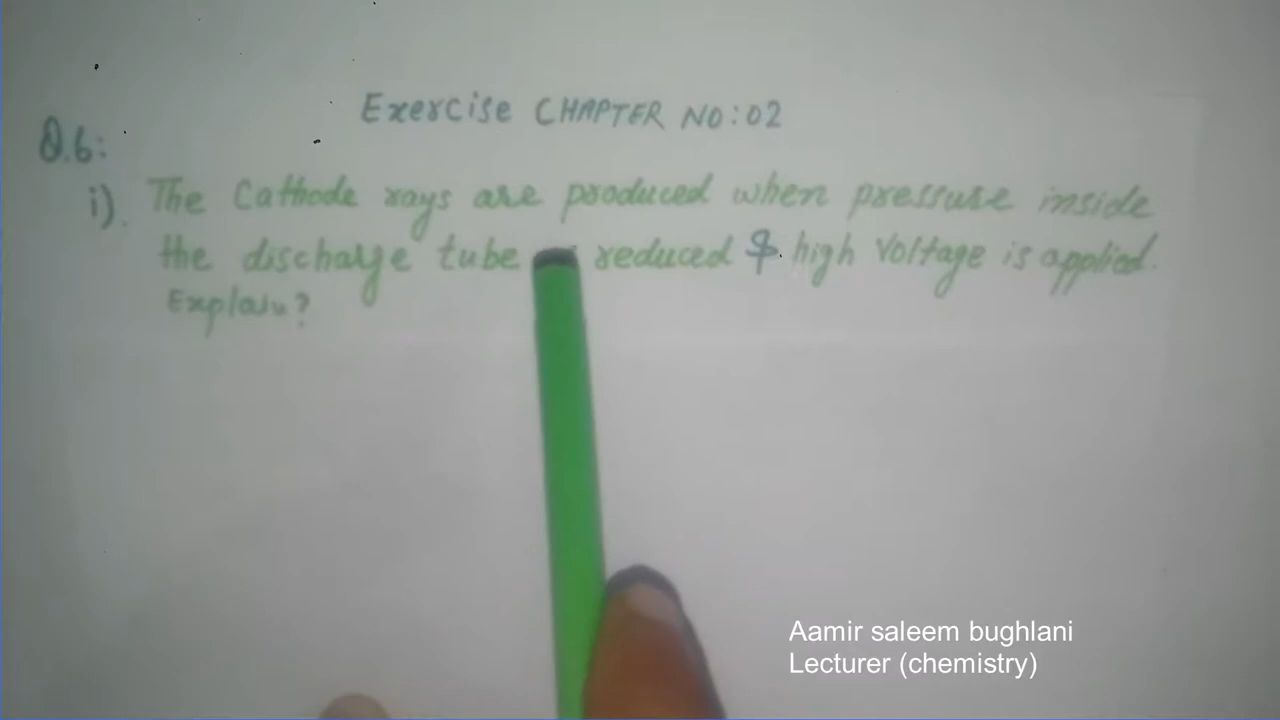 Exercise CHAPTER NO:02
Q.6:
i). The Cathode rays are produced when pressure inside
the discharge tube reduced & high Voltage is applied.
Explain?
Aamir saleem bughlani
Lecturer (chemistry)